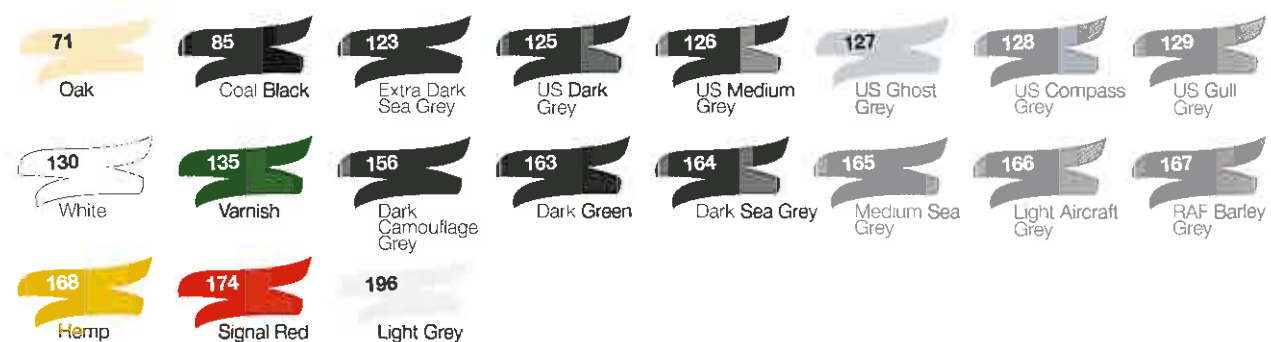 71
Oak
85
Coal Black
123
Extra Dark
Sea Grey
125
US Dark
Grey
126
US Medium
Grey
127
US Ghost
Grey
128
US Compass
Grey
129
US Gull
Grey
130
White
135
Varnish
156
Dark
Camouflage
Grey
163
Dark Green
164
Dark Sea Grey
165
Medium Sea
Grey
166
Light Aircraft
Grey
167
RAF Barley
Grey
168
Hemp
174
Signal Red
196
Light Grey